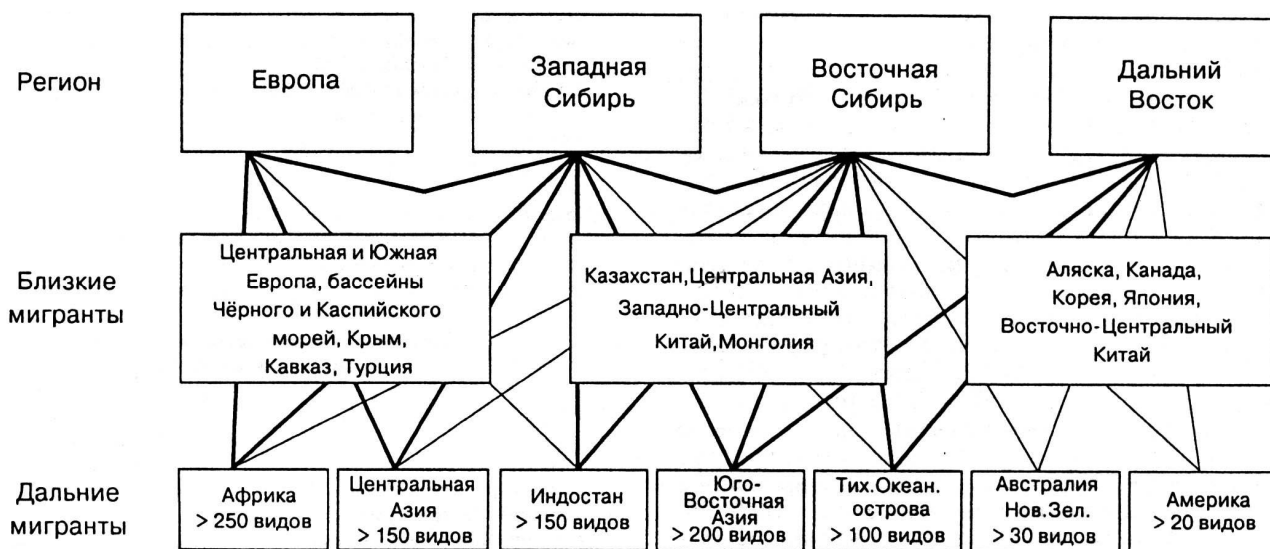 Регион
Европа
Западная
Сибирь
Восточная
Сибирь
Дальний
Восток
Близкие
мигранты
Центральная и Южная
Европа, бассейны
Чёрного и Каспийского
морей, Крым,
Кавказ, Турция
Казахстан,Центральная Азия,
Западно-Центральный
Китай,Монголия
Аляска, Канада,
Корея, Япония,
Восточно-Центральный
Китай
Дальние
мигранты
Африка
> 250 видов
Центральная
Азия
> 150 видов
Индостан
> 150 видов
Юго-
Восточная
Азия
> 200 видов
Тих.Океан.
острова
> 100 видов
Австралия
Нов.Зел.
> 30 видов
Америка
> 20 видов